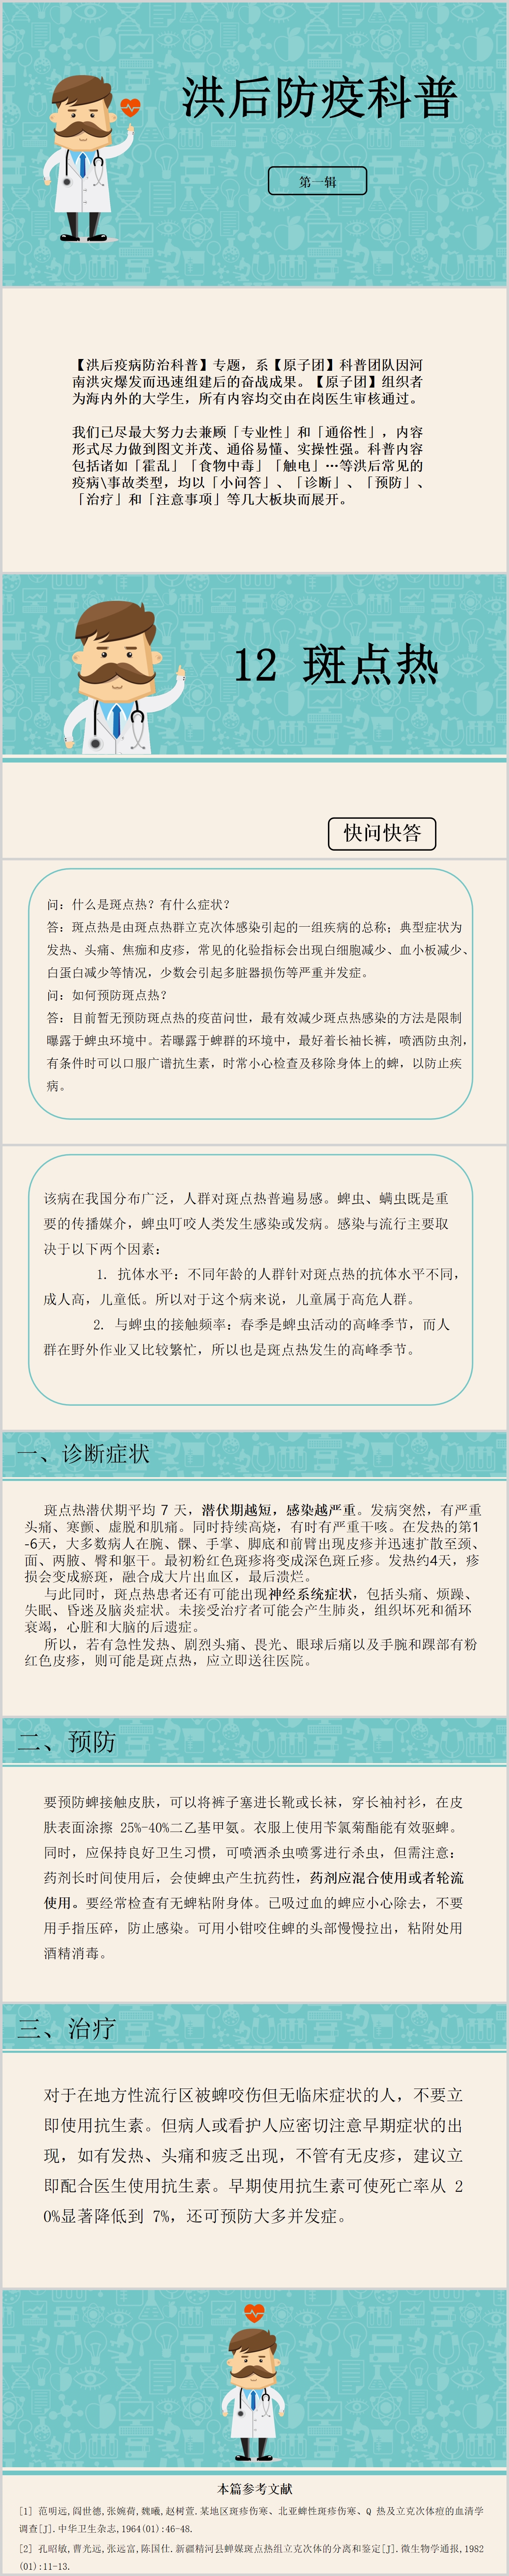 洪后防疫科普
第一辑
【洪后疫病防治科普】专题，系【原子团】科普团队因河
南洪灾爆发而迅速组建后的奋战成果。【原子团】组织者
为海内外的大学生，所有内容均交由在岗医生审核通过。
我们已尽最大努力去兼顾「专业性」和「通俗性」，内容
形式尽力做到图文并茂、通俗易懂、实操性强。科普内容
包括诸如「霍乱」「食物中毒」「触电」…等洪后常见的
疫病\事故类型，均以「小问答」、「诊断」、「预防」、
「治疗」和「注意事项」等几大板块而展开。
12 斑点热
快问快答
问：什么是斑点热？有什么症状？
答：斑点热是由斑点热群立克次体感染引起的一组疾病的总称；典型症状为
发热、头痛、焦痂和皮疹，常见的化验指标会出现白细胞减少、血小板减少、
白蛋白减少等情况，少数会引起多脏器损伤等严重并发症。
问：如何预防斑点热？
答：目前暂无预防斑点热的疫苗问世，最有效减少斑点热感染的方法是限制
曝露于蜱虫环境中。若曝露于蜱群的环境中，最好着长袖长裤，喷洒防虫剂，
有条件时可以口服广谱抗生素，时常小心检查及移除身体上的蜱，以防止疾
病。
该病在我国分布广泛，人群对斑点热普遍易感。蜱虫、螨虫既是重
要的传播媒介，蜱虫叮咬人类发生感染或发病。感染与流行主要取
决于以下两个因素：
1. 抗体水平：不同年龄的人群针对斑点热的抗体水平不同，
成人高，儿童低。所以对于这个病来说，儿童属于高危人群。
2. 与蜱虫的接触频率：春季是蜱虫活动的高峰季节，而人
群在野外作业又比较繁忙，所以也是斑点热发生的高峰季节。
一、诊断症状
斑点热潜伏期平均 7 天，潜伏期越短，感染越严重。发病突然，有严重
头痛、寒颤、虚脱和肌痛。同时持续高烧，有时有严重干咳。在发热的第1
-6天，大多数病人在腕、髁、手掌、脚底和前臂出现皮疹并迅速扩散至颈、
面、两腋、臀和躯干。最初粉红色斑疹将变成深色斑丘疹。发热约4天，疹
损会变成瘀斑，融合成大片出血区，最后溃烂。
与此同时，斑点热患者还有可能出现神经系统症状，包括头痛、烦躁、
失眠、昏迷及脑炎症状。未接受治疗者可能会产生肺炎，组织坏死和循环
衰竭，心脏和大脑的后遗症。
所以，若有急性发热、剧烈头痛、畏光、眼球后痛以及手腕和踝部有粉
红色皮疹，则可能是斑点热，应立即送往医院。
二、预防
要预防蜱接触皮肤，可以将裤子塞进长靴或长袜，穿长袖衬衫，在皮
肤表面涂擦 25%-40%二乙基甲氨。衣服上使用苄氯菊酯能有效驱蜱。
同时，应保持良好卫生习惯，可喷洒杀虫喷雾进行杀虫，但需注意：
药剂长时间使用后，会使蜱虫产生抗药性，药剂应混合使用或者轮流
使用。要经常检查有无蜱粘附身体。已吸过血的蜱应小心除去，不要
用手指压碎，防止感染。可用小钳咬住蜱的头部慢慢拉出，粘附处用
酒精消毒。
三、治疗
对于在地方性流行区被蜱咬伤但无临床症状的人，不要立
即使用抗生素。但病人或看护人应密切注意早期症状的出
现，如有发热、头痛和疲乏出现，不管有无皮疹，建议立
即配合医生使用抗生素。早期使用抗生素可使死亡率从 2
0%显著降低到 7%，还可预防大多并发症。
本篇参考文献
[1] 范明远,阎世德,张婉荷,魏曦,赵树萱.某地区斑疹伤寒、北亚蜱性斑疹伤寒、Q 热及立克次体痘的血清学
调查[J].中华卫生杂志,1964(01):46-48.
[2] 孔昭敏,曹光远,张远富,陈国仕.新疆精河县蜱媒斑点热组立克次体的分离和鉴定[J].微生物学通报,1982
(01):11-13.